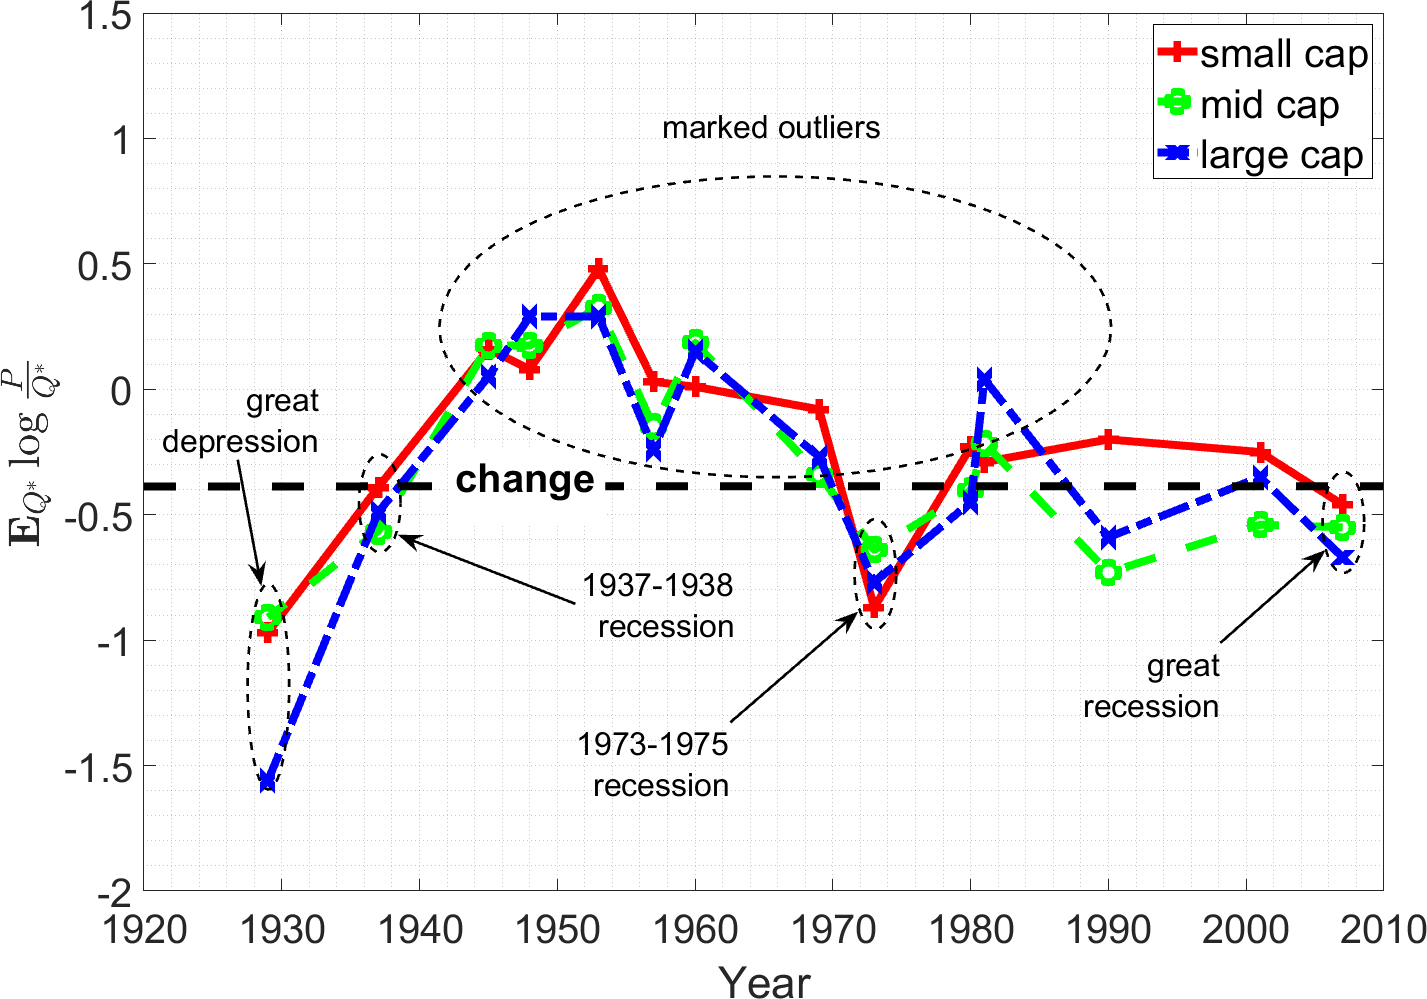 1.5
1
0.5
0
-0.5
-1
-1.5
-2
1920
1930
1940
1950
1960
1970
1980
1990
2000
2010
Year
E_{Q*} log P/Q*
small cap
mid cap
large cap
marked outliers
great
depression
change
1937-1938
recession
1973-1975
recession
great
recession